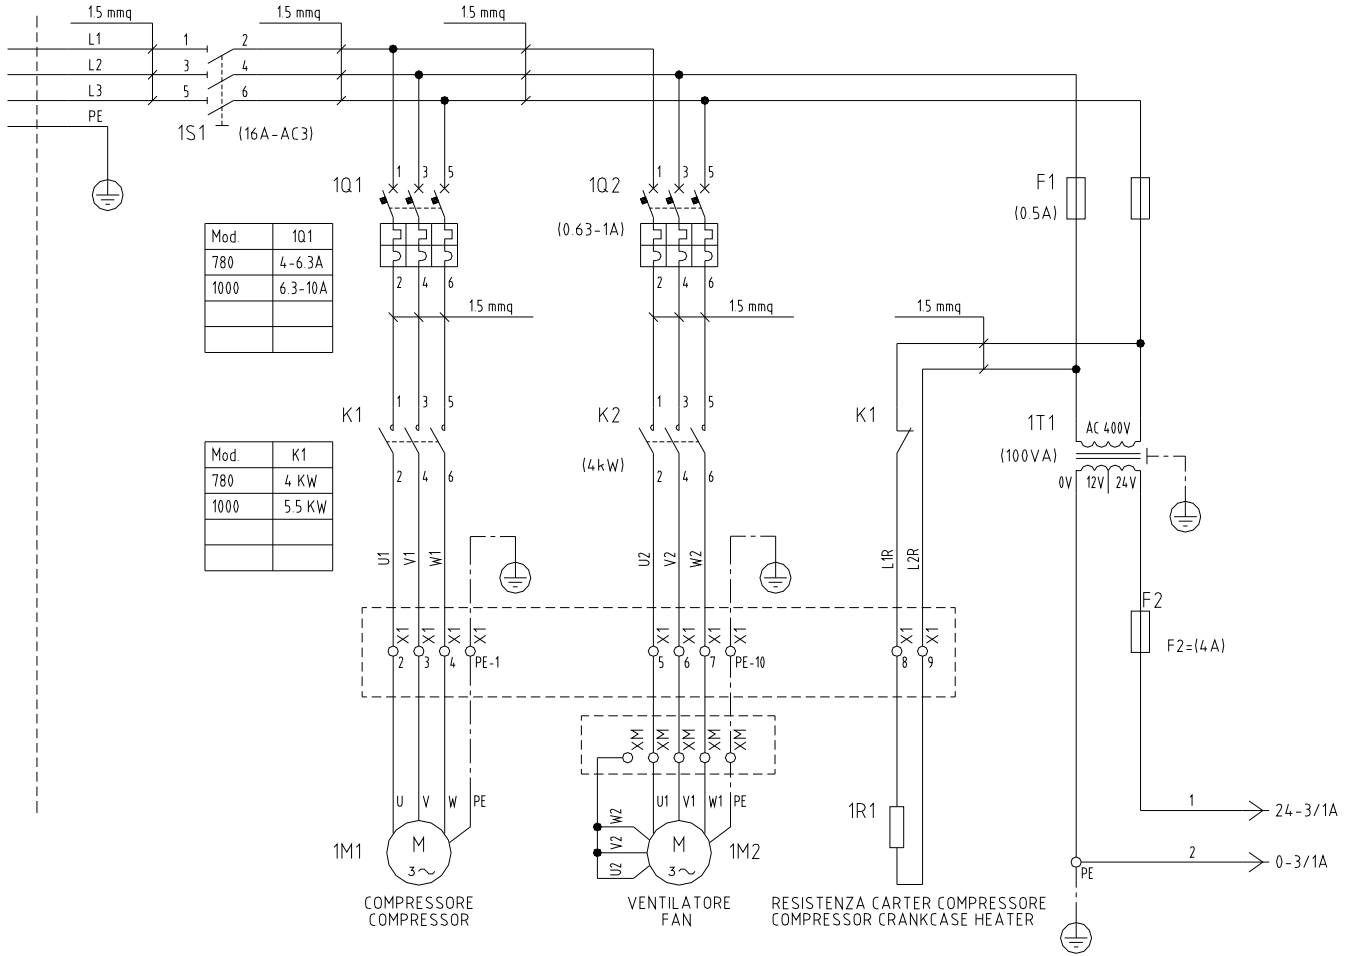 1.5 mmq 1.5 mmq 1.5 mmq
L1 1 2
L2 3 4
L3 5 6
PE
1S1 (16A-AC3)
1Q1 1 3 5
1Q2 1 3 5
(0.63-1A)
F1
(0.5A)
Mod. 1Q1
780 4-6.3A
1000 6.3-10A
2 4 6
2 4 6
1.5 mmq 1.5 mmq 1.5 mmq
K1 1 3 5
K2 1 3 5
K1
1T1 AC 400V
(4kW)
(100VA)
2 4 6
2 4 6
0V 12V 24V
Mod. K1
780 4 KW
1000 5.5 KW
U1 V1 W1
U2 V2 W2
L1R L2R
F2
F2=(4A)
X1 X1 X1 X1
2 3 4 PE-1
X1 X1 X1 X1
5 6 7 PE-10
X1 X1
8 9
XM XM XM XM XM
U V W PE
U1 V1 W1 PE
W2
V2
U2
1M1 M
3~
1M2 M
3~
1R1
1 24-3/1A
2 0-3/1A
PE
COMPRESSORE
COMPRESSOR
VENTILATORE
FAN
RESISTENZA CARTER COMPRESSORE
COMPRESSOR CRANKCASE HEATER